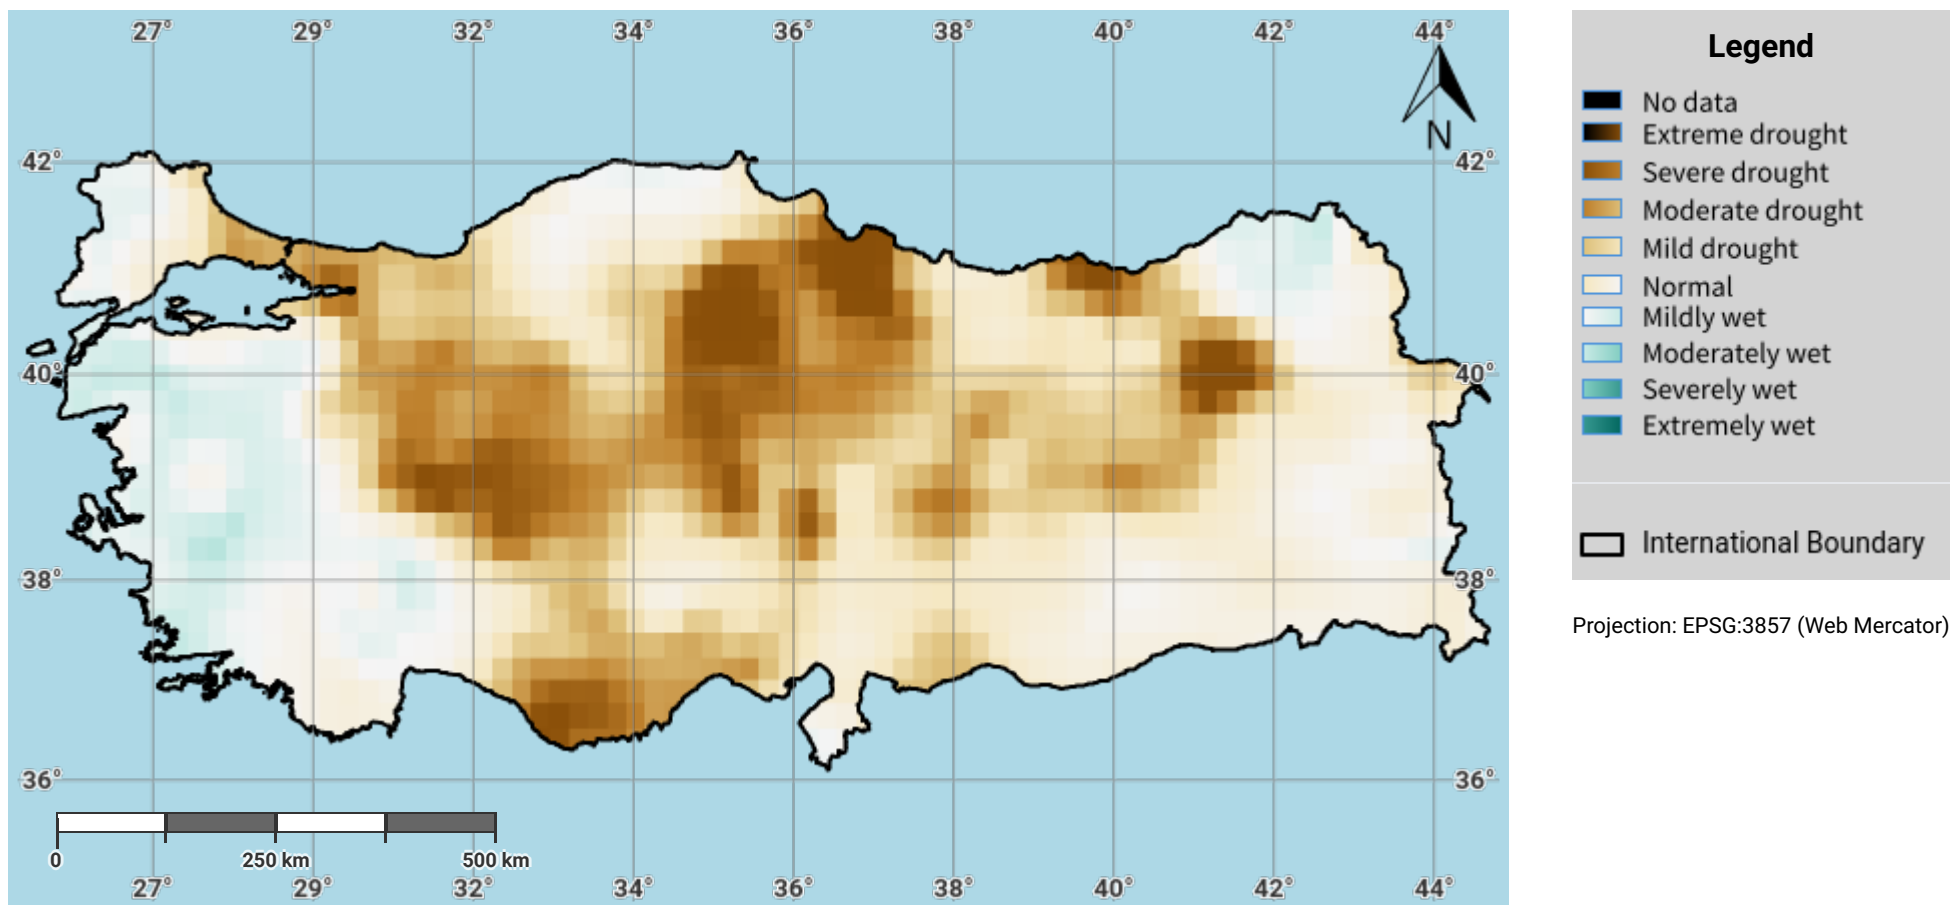 27° 29° 32° 34° 36° 38° 40° 42° 44°
N
42° 42°
40° 40°
38° 38°
36° 36°
0 250 km 500 km
27° 29° 32° 34° 36° 38° 40° 42° 44°
Legend
No data
Extreme drought
Severe drought
Moderate drought
Mild drought
Normal
Mildly wet
Moderately wet
Severely wet
Extremely wet
International Boundary
Projection: EPSG:3857 (Web Mercator)